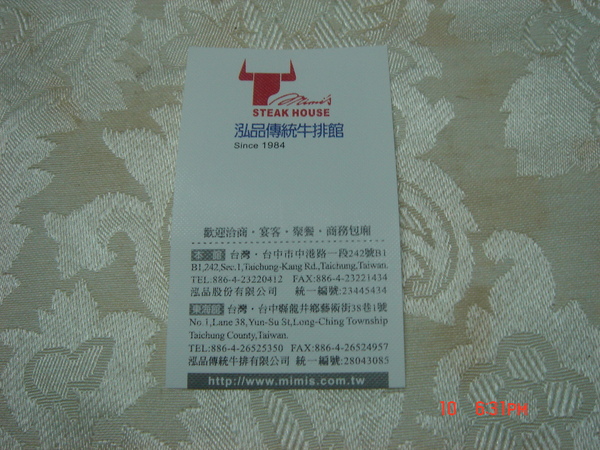 Mimi's
STEAK HOUSE
泓品傳統牛排館
Since 1984
歡迎洽商・宴客・聚餐・商務包廂
台灣・台中市中港路一段242號B1
B1,242,Sec.1,Taichung-Kang Rd.,Taichung,Taiwan.
TEL:886-4-23220412 FAX:886-4-23221434
泓品股份有限公司 統一編號:23445434
東海館 台灣・台中縣龍井鄉藝術街38巷1號
No.1,Lane 38,Yun-Su St,Long-Ching Township
Taichung County,Taiwan.
TEL:886-4-26525350 FAX:886-4-26524957
泓品傳統牛排有限公司 統一編號:28043085
http://www.mimis.com.tw
10 6:31PM